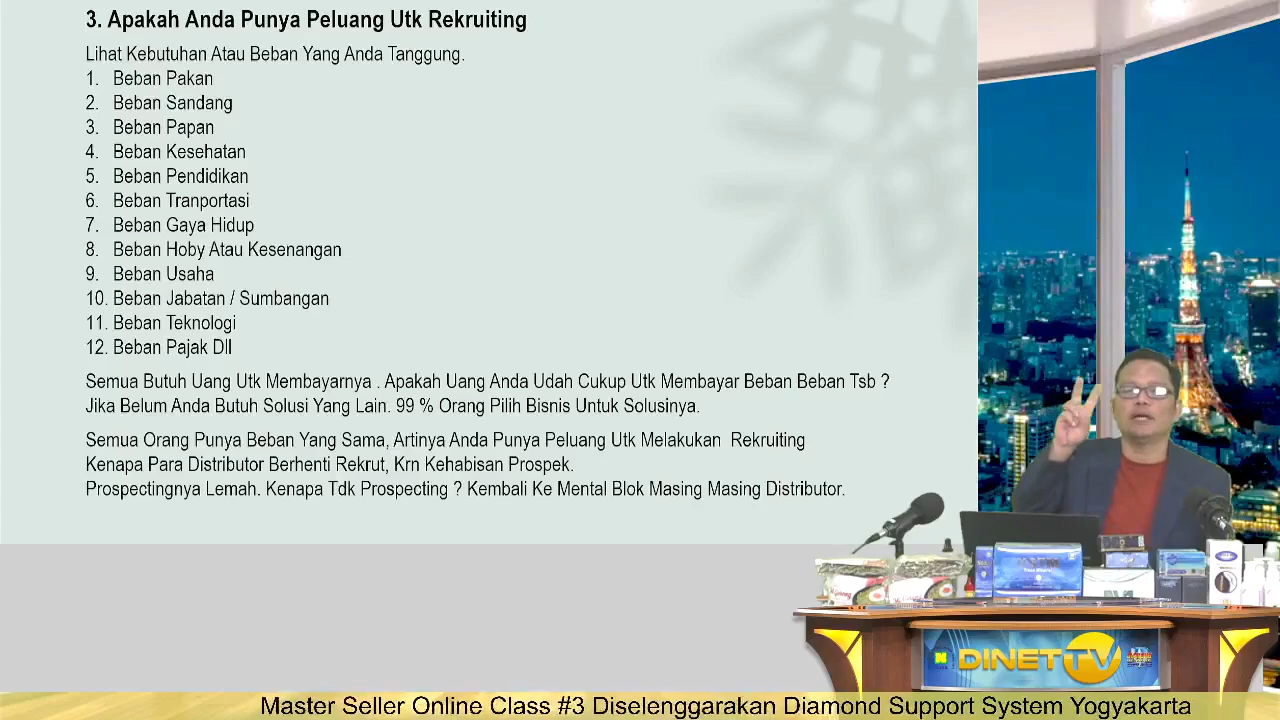 3. Apakah Anda Punya Peluang Utk Rekruiting
Lihat Kebutuhan Atau Beban Yang Anda Tanggung.
1. Beban Pakan
2. Beban Sandang
3. Beban Papan
4. Beban Kesehatan
5. Beban Pendidikan
6. Beban Tranportasi
7. Beban Gaya Hidup
8. Beban Hoby Atau Kesenangan
9. Beban Usaha
10. Beban Jabatan / Sumbangan
11. Beban Teknologi
12. Beban Pajak Dll
Semua Butuh Uang Utk Membayarnya . Apakah Uang Anda Udah Cukup Utk Membayar Beban Beban Tsb ?
Jika Belum Anda Butuh Solusi Yang Lain. 99 % Orang Pilih Bisnis Untuk Solusinya.
Semua Orang Punya Beban Yang Sama, Artinya Anda Punya Peluang Utk Melakukan Rekruiting
Kenapa Para Distributor Berhenti Rekrut, Krn Kehabisan Prospek.
Prospectingnya Lemah. Kenapa Tdk Prospecting ? Kembali Ke Mental Blok Masing Masing Distributor.
DINET TV
Master Seller Online Class #3 Diselenggarakan Diamond Support System Yogyakarta